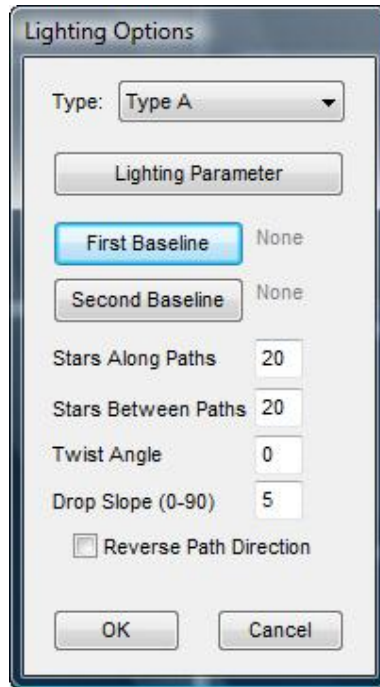 Lighting Options
Type: Type A
Lighting Parameter
First Baseline None
Second Baseline None
Stars Along Paths 20
Stars Between Paths 20
Twist Angle 0
Drop Slope (0-90) 5
Reverse Path Direction
OK Cancel